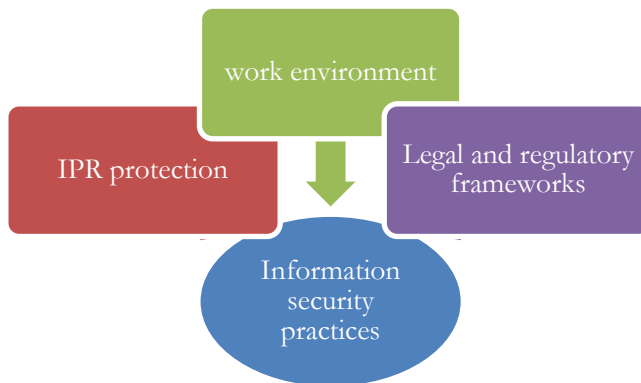 work environment
IPR protection
Legal and regulatory
frameworks
Information
security
practices